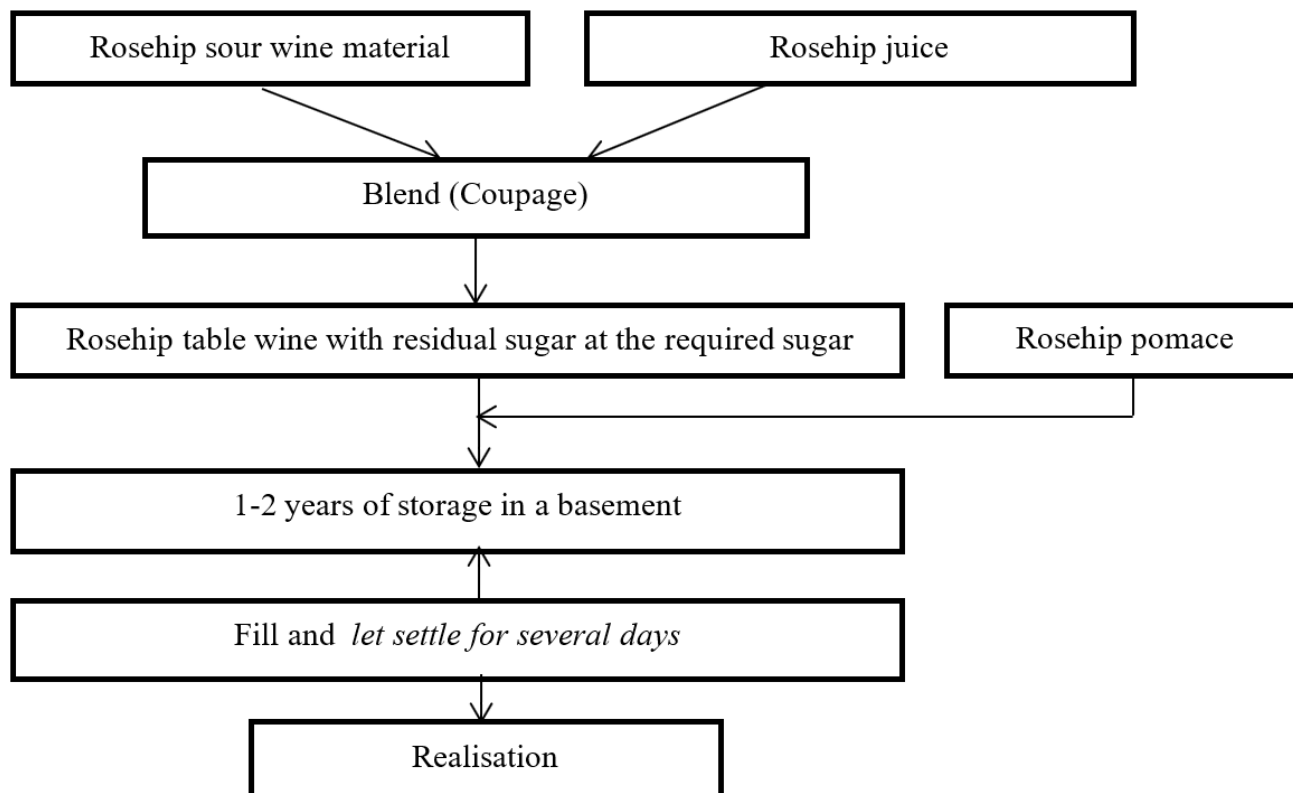 Rosehip sour wine material
Rosehip juice
Blend (Coupage)
Rosehip table wine with residual sugar at the required sugar
Rosehip pomace
1-2 years of storage in a basement
Fill and let settle for several days
Realisation